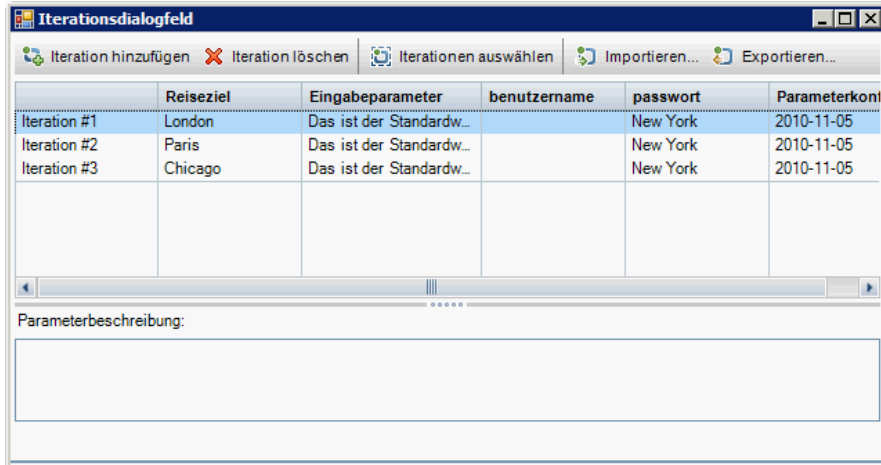 Iterationsdialogfeld
Iteration hinzufügen Iteration löschen Iterationen auswählen Importieren... Exportieren...
Reiseziel Eingabeparameter benutzername passwort Parameterkonf
Iteration #1 London Das ist der Standardw... New York 2010-11-05
Iteration #2 Paris Das ist der Standardw... New York 2010-11-05
Iteration #3 Chicago Das ist der Standardw... New York 2010-11-05
Parameterbeschreibung: